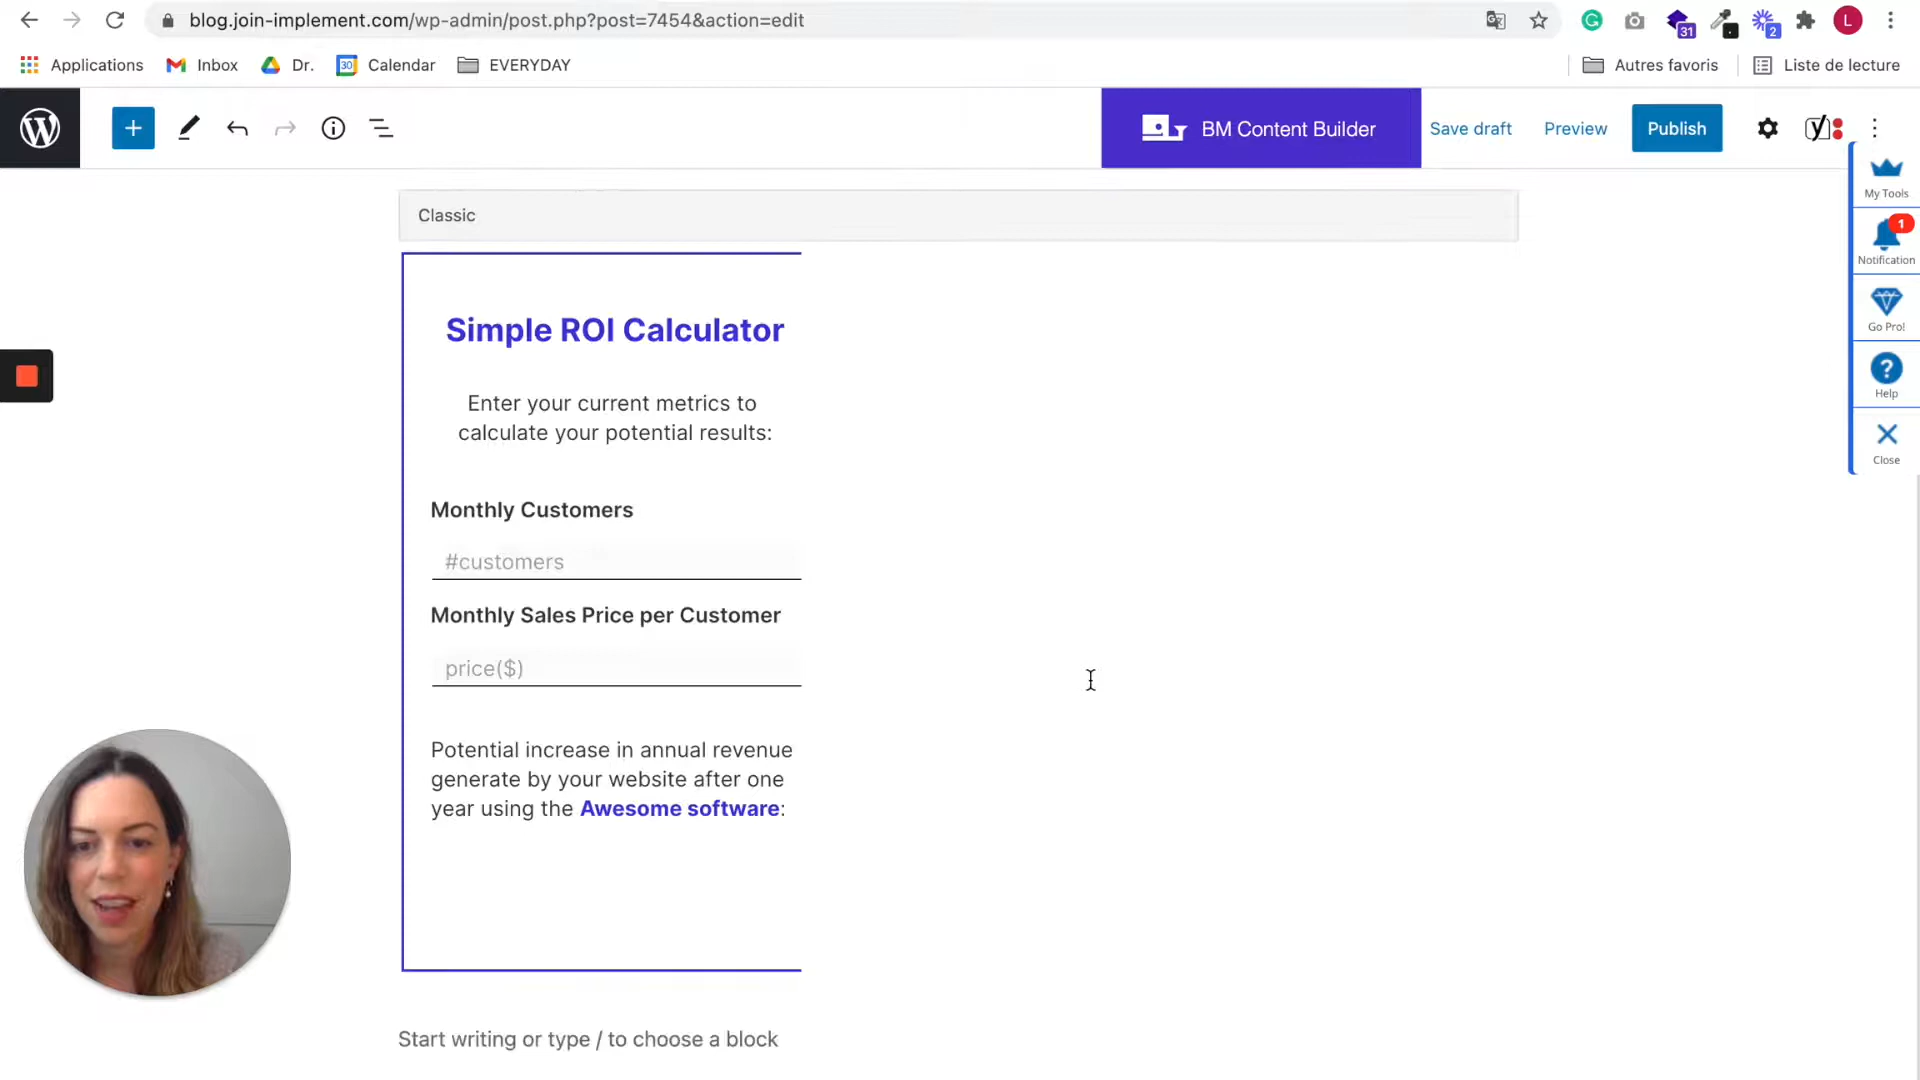 blog.join-implement.com/wp-admin/post.php?post=7454&action=edit
31
2
L
Applications
Inbox
Dr.
30
Calendar
EVERYDAY
Autres favoris
Liste de lecture
BM Content Builder
Save draft
Preview
Publish
My Tools
1
Notification
Go Pro!
Help
Close
Classic
Simple ROI Calculator
Enter your current metrics to
calculate your potential results:
Monthly Customers
#customers
Monthly Sales Price per Customer
price($)
Potential increase in annual revenue
generate by your website after one
year using the Awesome software:
Start writing or type / to choose a block